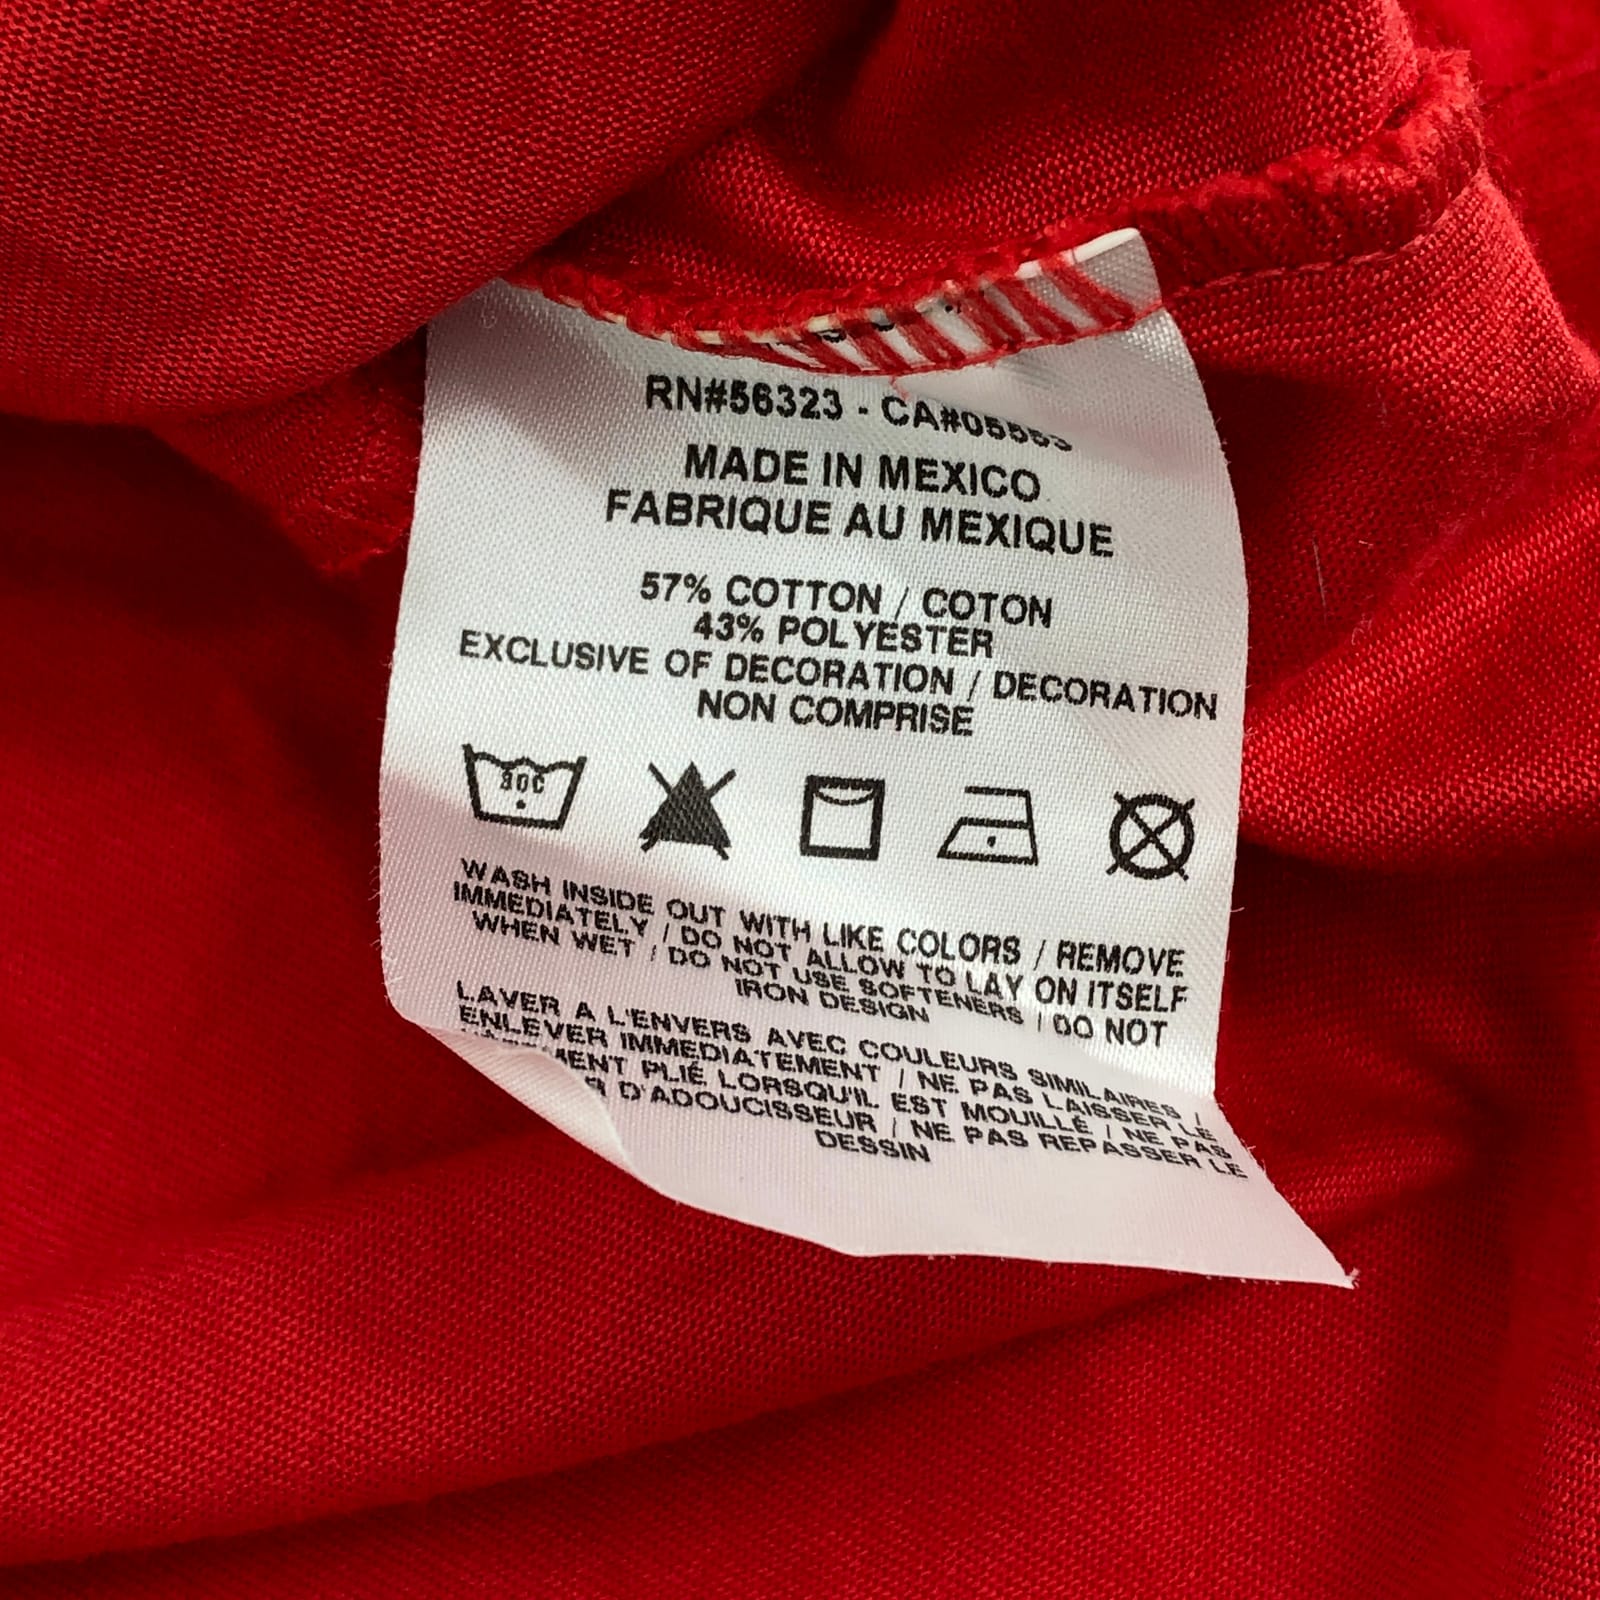 RN#56323 - CA#05553
MADE IN MEXICO
FABRIQUE AU MEXIQUE
57% COTTON / COTON
43% POLYESTER
EXCLUSIVE OF DECORATION / DECORATION
NON COMPRISE
30C
WASH INSIDE OUT WITH LIKE COLORS / REMOVE
IMMEDIATELY / DO NOT ALLOW TO LAY ON ITSELF
WHEN WET / DO NOT USE SOFTENERS / DO NOT
IRON DESIGN
LAVER A L'ENVERS AVEC COULEURS SIMILAIRES /
ENLEVER IMMEDIATEMENT / NE PAS LAISSER LE
PLIÉ LORSQU'IL EST MOUILLÉ / NE PAS
D'ADOUCISSEUR / NE PAS REPASSER LE
DESSIN